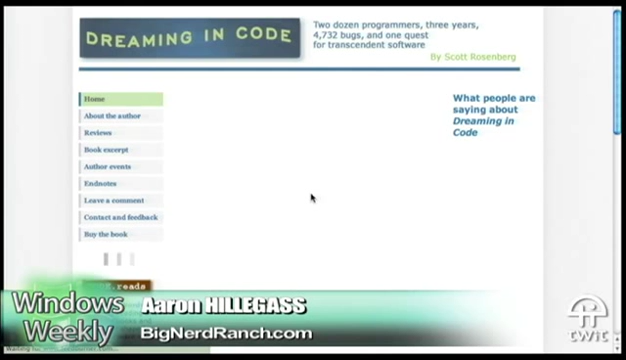 DREAMING IN CODE
Two dozen programmers, three years,
4,732 bugs, and one quest
for transcendent software
By Scott Rosenberg
Home
About the author
Reviews
Book excerpt
Author events
Endnotes
Leave a comment
Contact and feedback
Buy the book
What people are
saying about
Dreaming in
Code
reads
Windows
Weekly
Aaron HILLEGASS
BigNerdRanch.com
TWiT